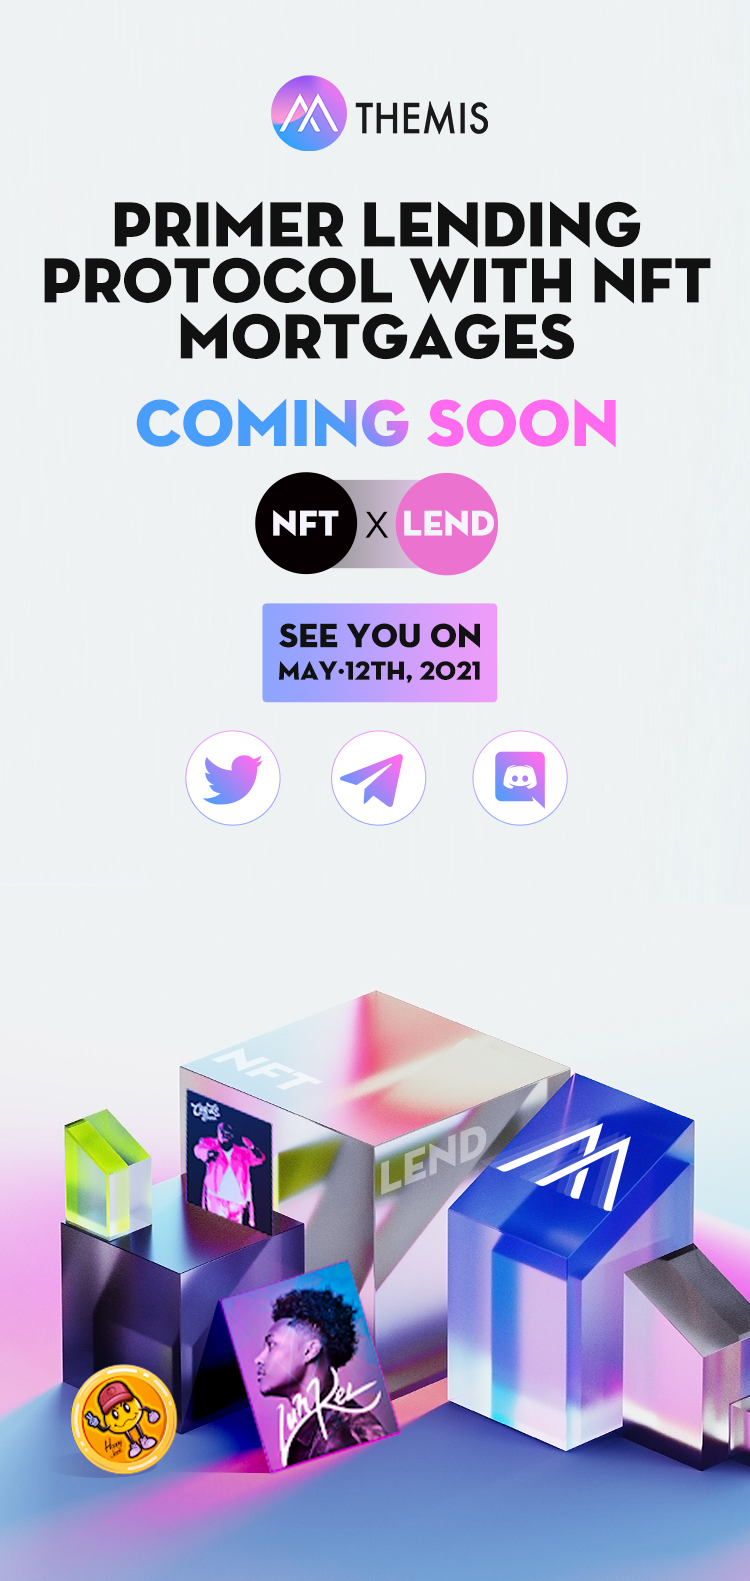 THEMIS
PRIMER LENDING
PROTOCOL WITH NFT
MORTGAGES
COMING SOON
NFT X LEND
SEE YOU ON
MAY·12TH, 2021
NFT
LEND